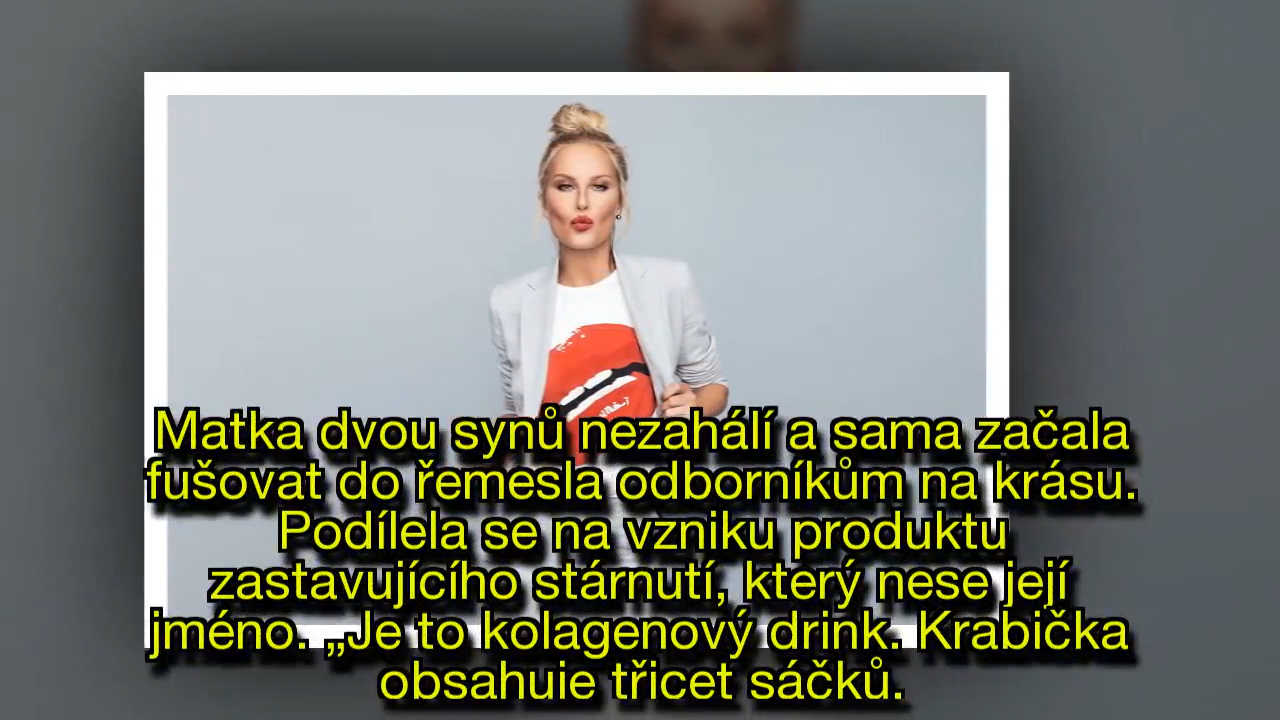 Matka dvou synů nezahálí a sama začala
fušovat do řemesla odborníkům na krásu.
Podílela se na vzniku produktu
zastavujícího stárnutí, který nese její
jméno. „Je to kolagenový drink. Krabička
obsahuje třicet sáčků.